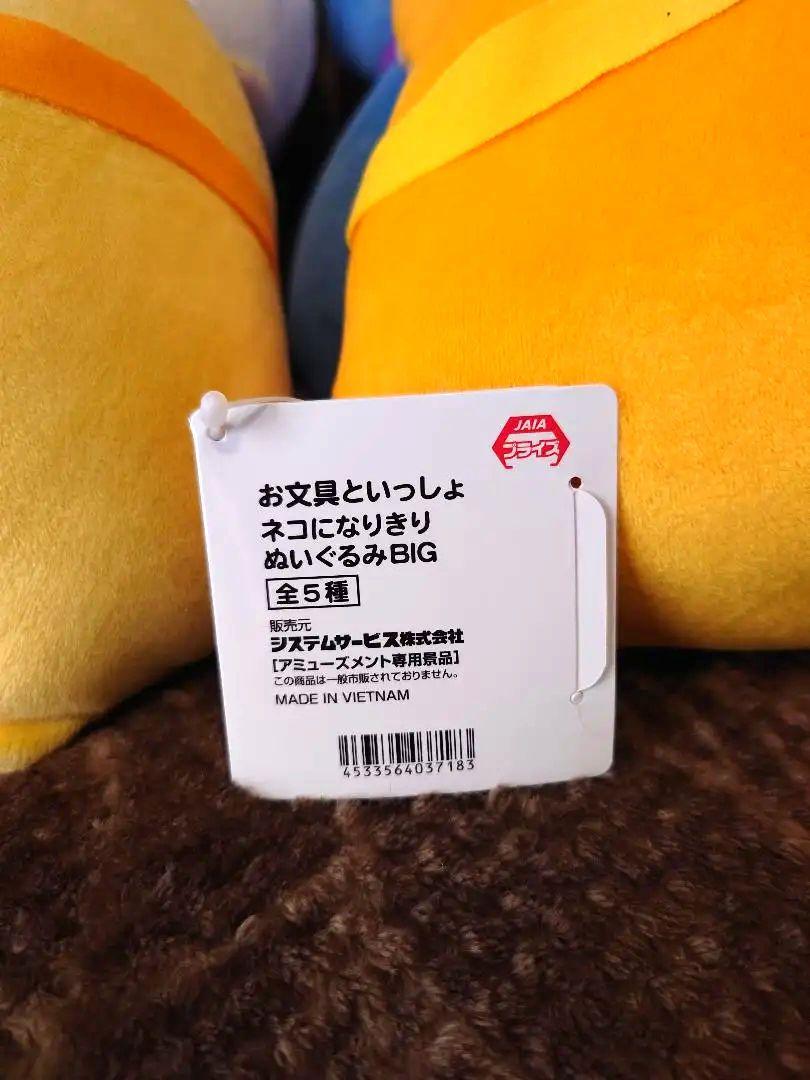 JAIA
プライズ
お文具といっしょ
ネコになりきり
ぬいぐるみBIG
全5種
販売元
システムサービス株式会社
[アミューズメント専用景品]
この商品は一般市販されておりません。
MADE IN VIETNAM
4533564037183